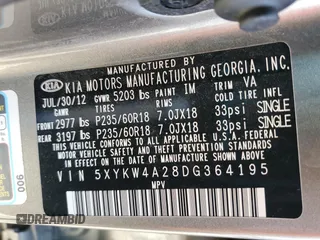 MANUFACTURED BY
KIA KIA MOTORS MANUFACTURING GEORGIA, INC.
JUL/30/12 GVWR 5203 lbs PAINT IM TRIM VA
TIRES RIMS COLD TIRE INFL
FRONT 2977 lbs P235/60R18 7.0JX18 33psi SINGLE
REAR 3197 lbs P235/60R18 7.0JX18 33psi SINGLE
THIS VEHICLE CONFORMS TO ALL APPLICABLE FEDERAL
SAFETY AND THEFT PREVENTION
STANDARDS IN EFFECT ON THE DATE OF
MANUFACTURE SHOWN ABOVE.
VIN 5XYKW4A28DG364195
MPV
006
DREAMBID